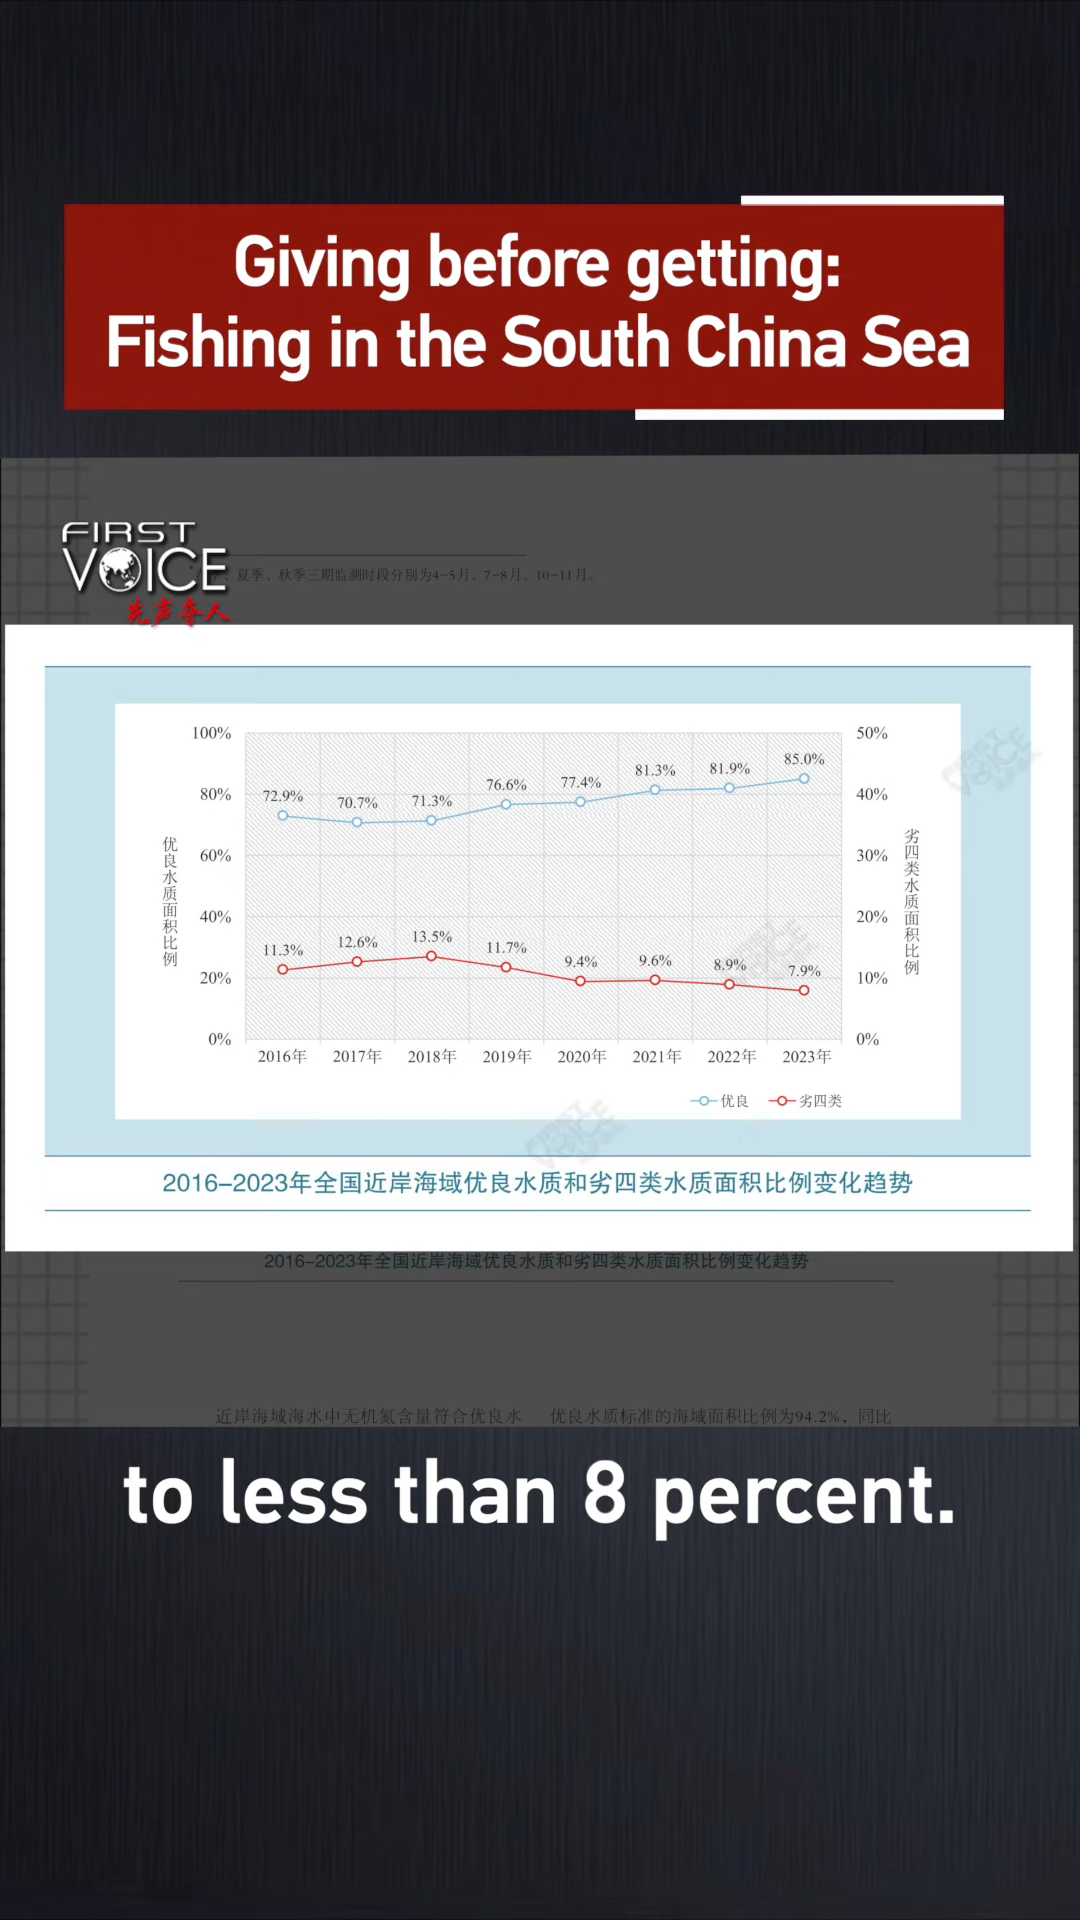 Giving before getting:
Fishing in the South China Sea
FIRST
VOICE
先声夺人
夏季、秋季三期监测时段分别为4-5月、7-8月、10-11月。
100%
80%
60%
40%
20%
0%
优良水质面积比例
50%
40%
30%
20%
10%
0%
劣四类水质面积比例
72.9%
70.7%
71.3%
76.6%
77.4%
81.3%
81.9%
85.0%
11.3%
12.6%
13.5%
11.7%
9.4%
9.6%
8.9%
7.9%
2016年
2017年
2018年
2019年
2020年
2021年
2022年
2023年
优良
劣四类
FIRST
VOICE
FIRST
VOICE
FIRST
VOICE
2016-2023年全国近岸海域优良水质和劣四类水质面积比例变化趋势
2016-2023年全国近岸海域优良水质和劣四类水质面积比例变化趋势
近岸海域海水中无机氮含量符合优良水
优良水质标准的海域面积比例为94.2%，同比
to less than 8 percent.